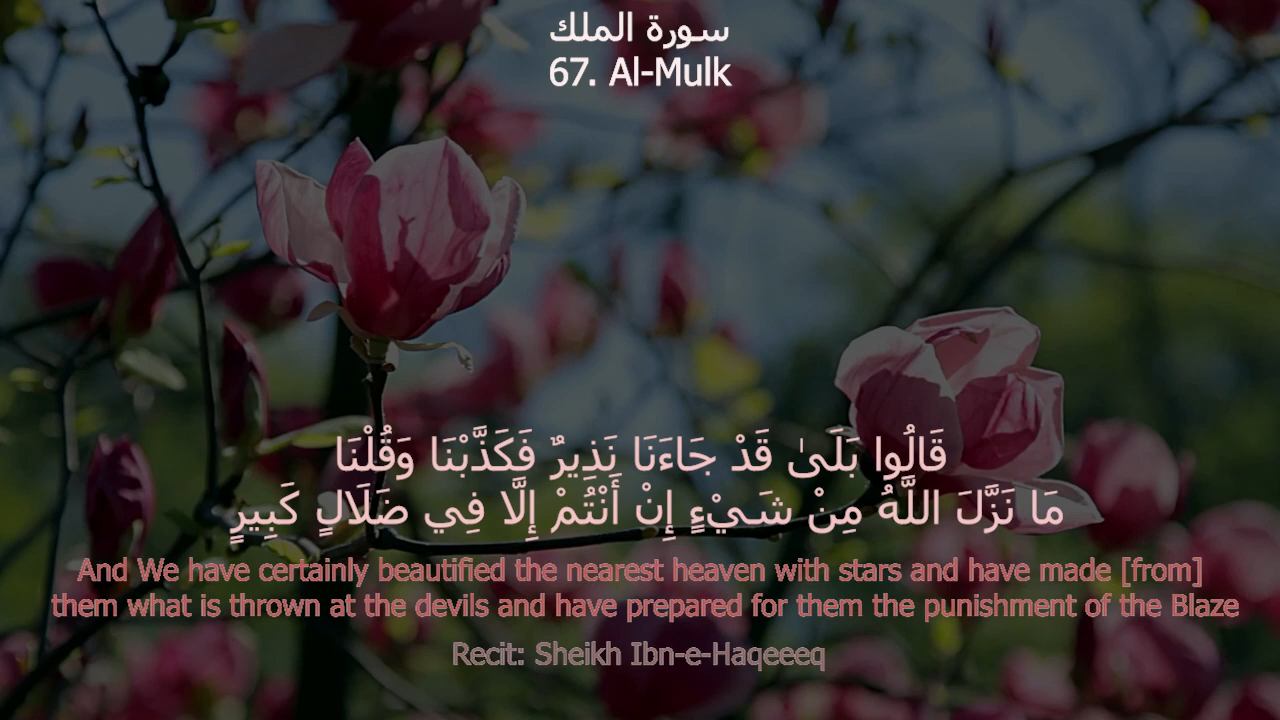 سورة الملك
67. Al-Mulk
قَالُوا بَلَىٰ قَدْ جَاءَنَا نَذِيرٌ فَكَذَّبْنَا وَقُلْنَا
مَا نَزَّلَ اللَّهُ مِنْ شَيْءٍ إِنْ أَنْتُمْ إِلَّا فِي ضَلَالٍ كَبِيرٍ
And We have certainly beautified the nearest heaven with stars and have made [from]
them what is thrown at the devils and have prepared for them the punishment of the Blaze
Recit: Sheikh Ibn-e-Haqeeeq